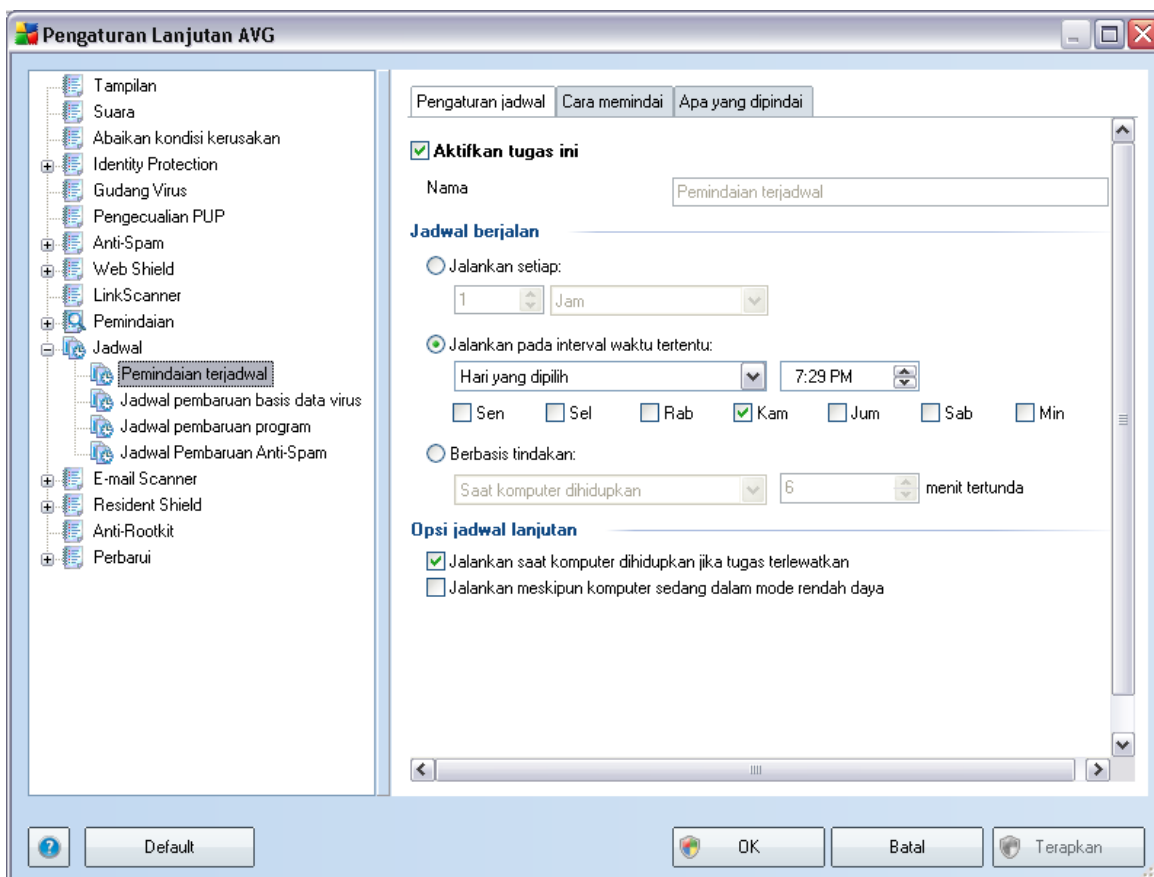 Pengaturan Lanjutan AVG
Tampilan
Suara
Abaikan kondisi kerusakan
Identity Protection
Gudang Virus
Pengecualian PUP
Anti-Spam
Web Shield
LinkScanner
Pemindaian
Jadwal
Pemindaian terjadwal
Jadwal pembaruan basis data virus
Jadwal pembaruan program
Jadwal Pembaruan Anti-Spam
E-mail Scanner
Resident Shield
Anti-Rootkit
Perbarui
Pengaturan jadwal Cara memindai Apa yang dipindai
Aktifkan tugas ini
Nama Pemindaian terjadwal
Jadwal berjalan
Jalankan setiap:
1 Jam
Jalankan pada interval waktu tertentu:
Hari yang dipilih 7:29 PM
Sen Sel Rab Kam Jum Sab Min
Berbasis tindakan:
Saat komputer dihidupkan 6 menit tertunda
Opsi jadwal lanjutan
Jalankan saat komputer dihidupkan jika tugas terlewatkan
Jalankan meskipun komputer sedang dalam mode rendah daya
? Default OK Batal Terapkan